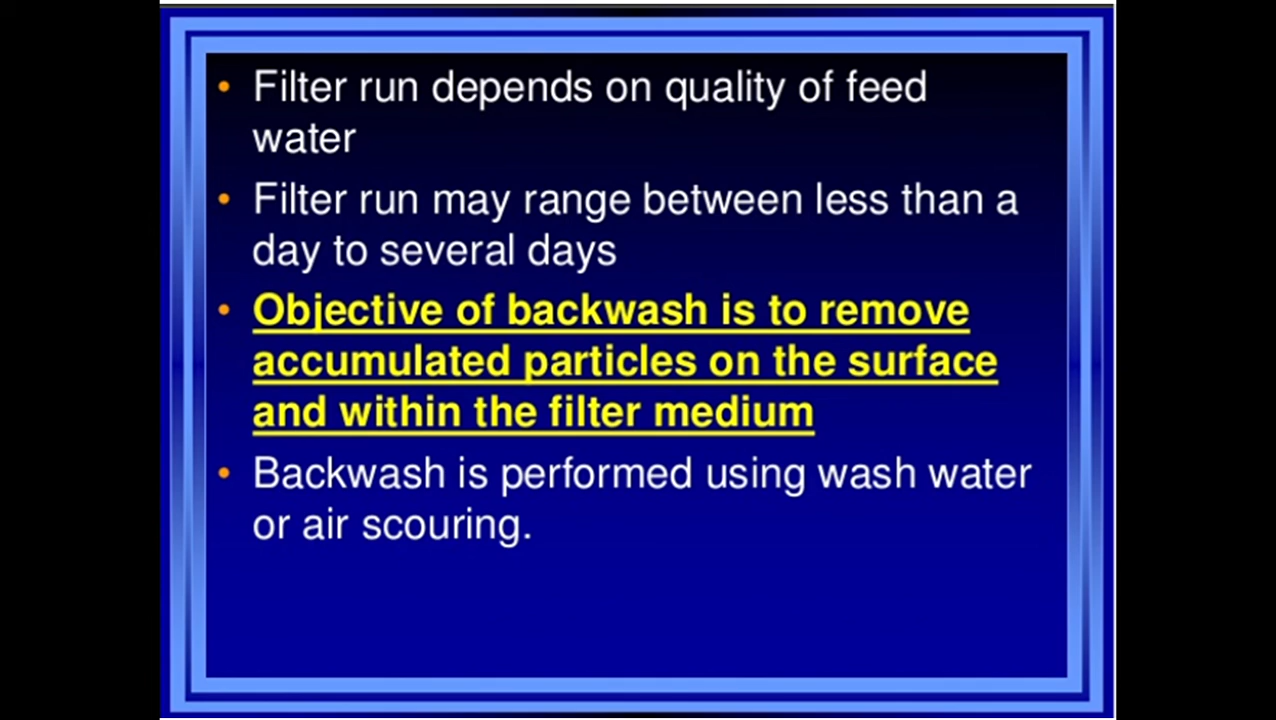 • Filter run depends on quality of feed
water
• Filter run may range between less than a
day to several days
• Objective of backwash is to remove
accumulated particles on the surface
and within the filter medium
• Backwash is performed using wash water
or air scouring.